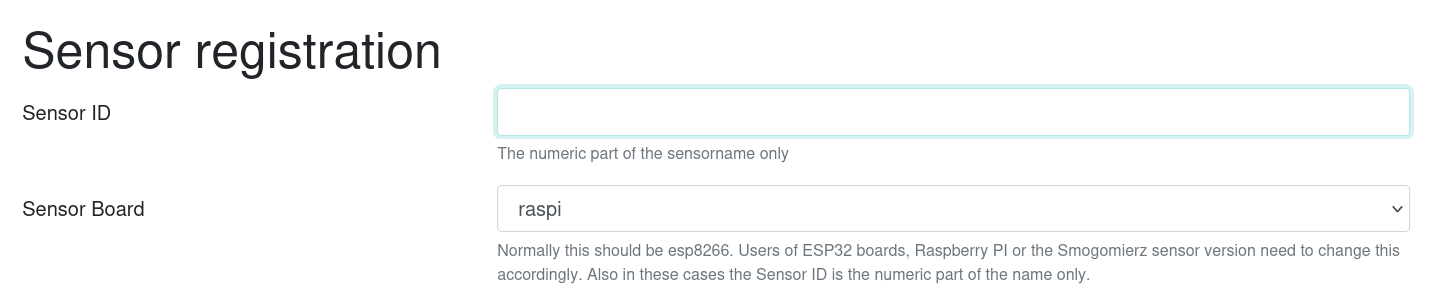 Sensor registration
Sensor ID
The numeric part of the sensorname only
Sensor Board
raspi
Normally this should be esp8266. Users of ESP32 boards, Raspberry PI or the Smogomierz sensor version need to change this
accordingly. Also in these cases the Sensor ID is the numeric part of the name only.